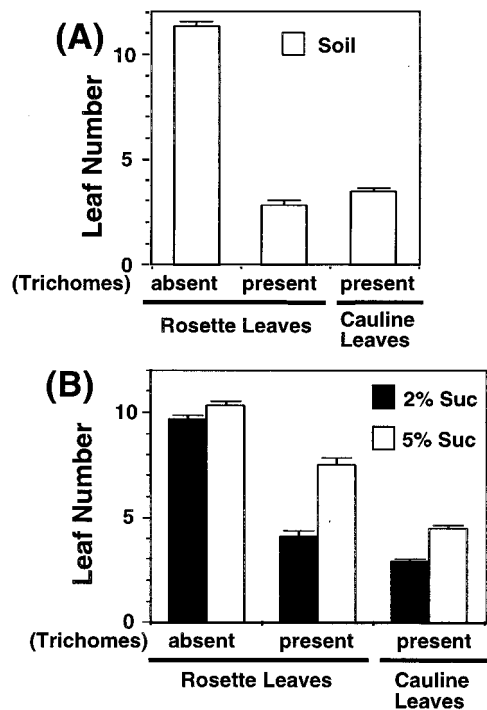 (A)
Soil
10
5
0
Leaf Number
(Trichomes) absent present present
Rosette Leaves Cauline
Leaves
(B)
2% Suc
5% Suc
10
5
0
Leaf Number
(Trichomes) absent present present
Rosette Leaves Cauline
Leaves